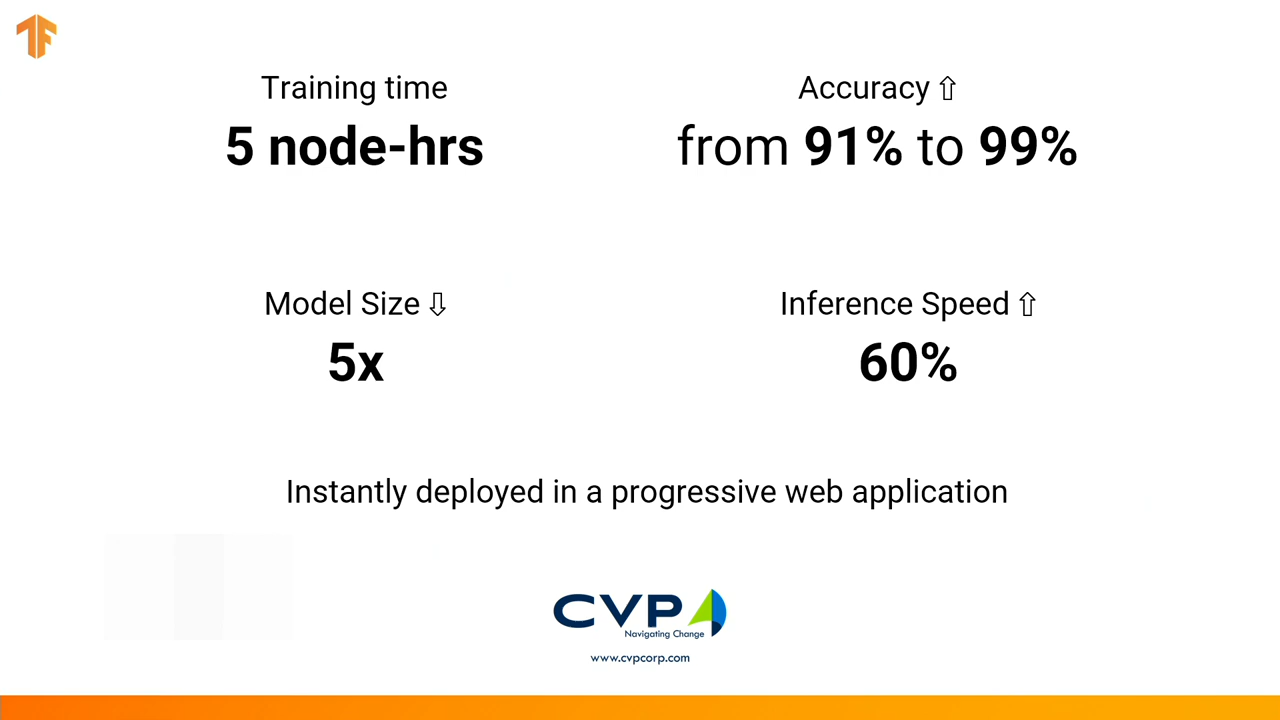 Training time
5 node-hrs
Accuracy ⇧
from 91% to 99%
Model Size ⇩
5x
Inference Speed ⇧
60%
Instantly deployed in a progressive web application
CVP
Navigating Change
www.cvpcorp.com